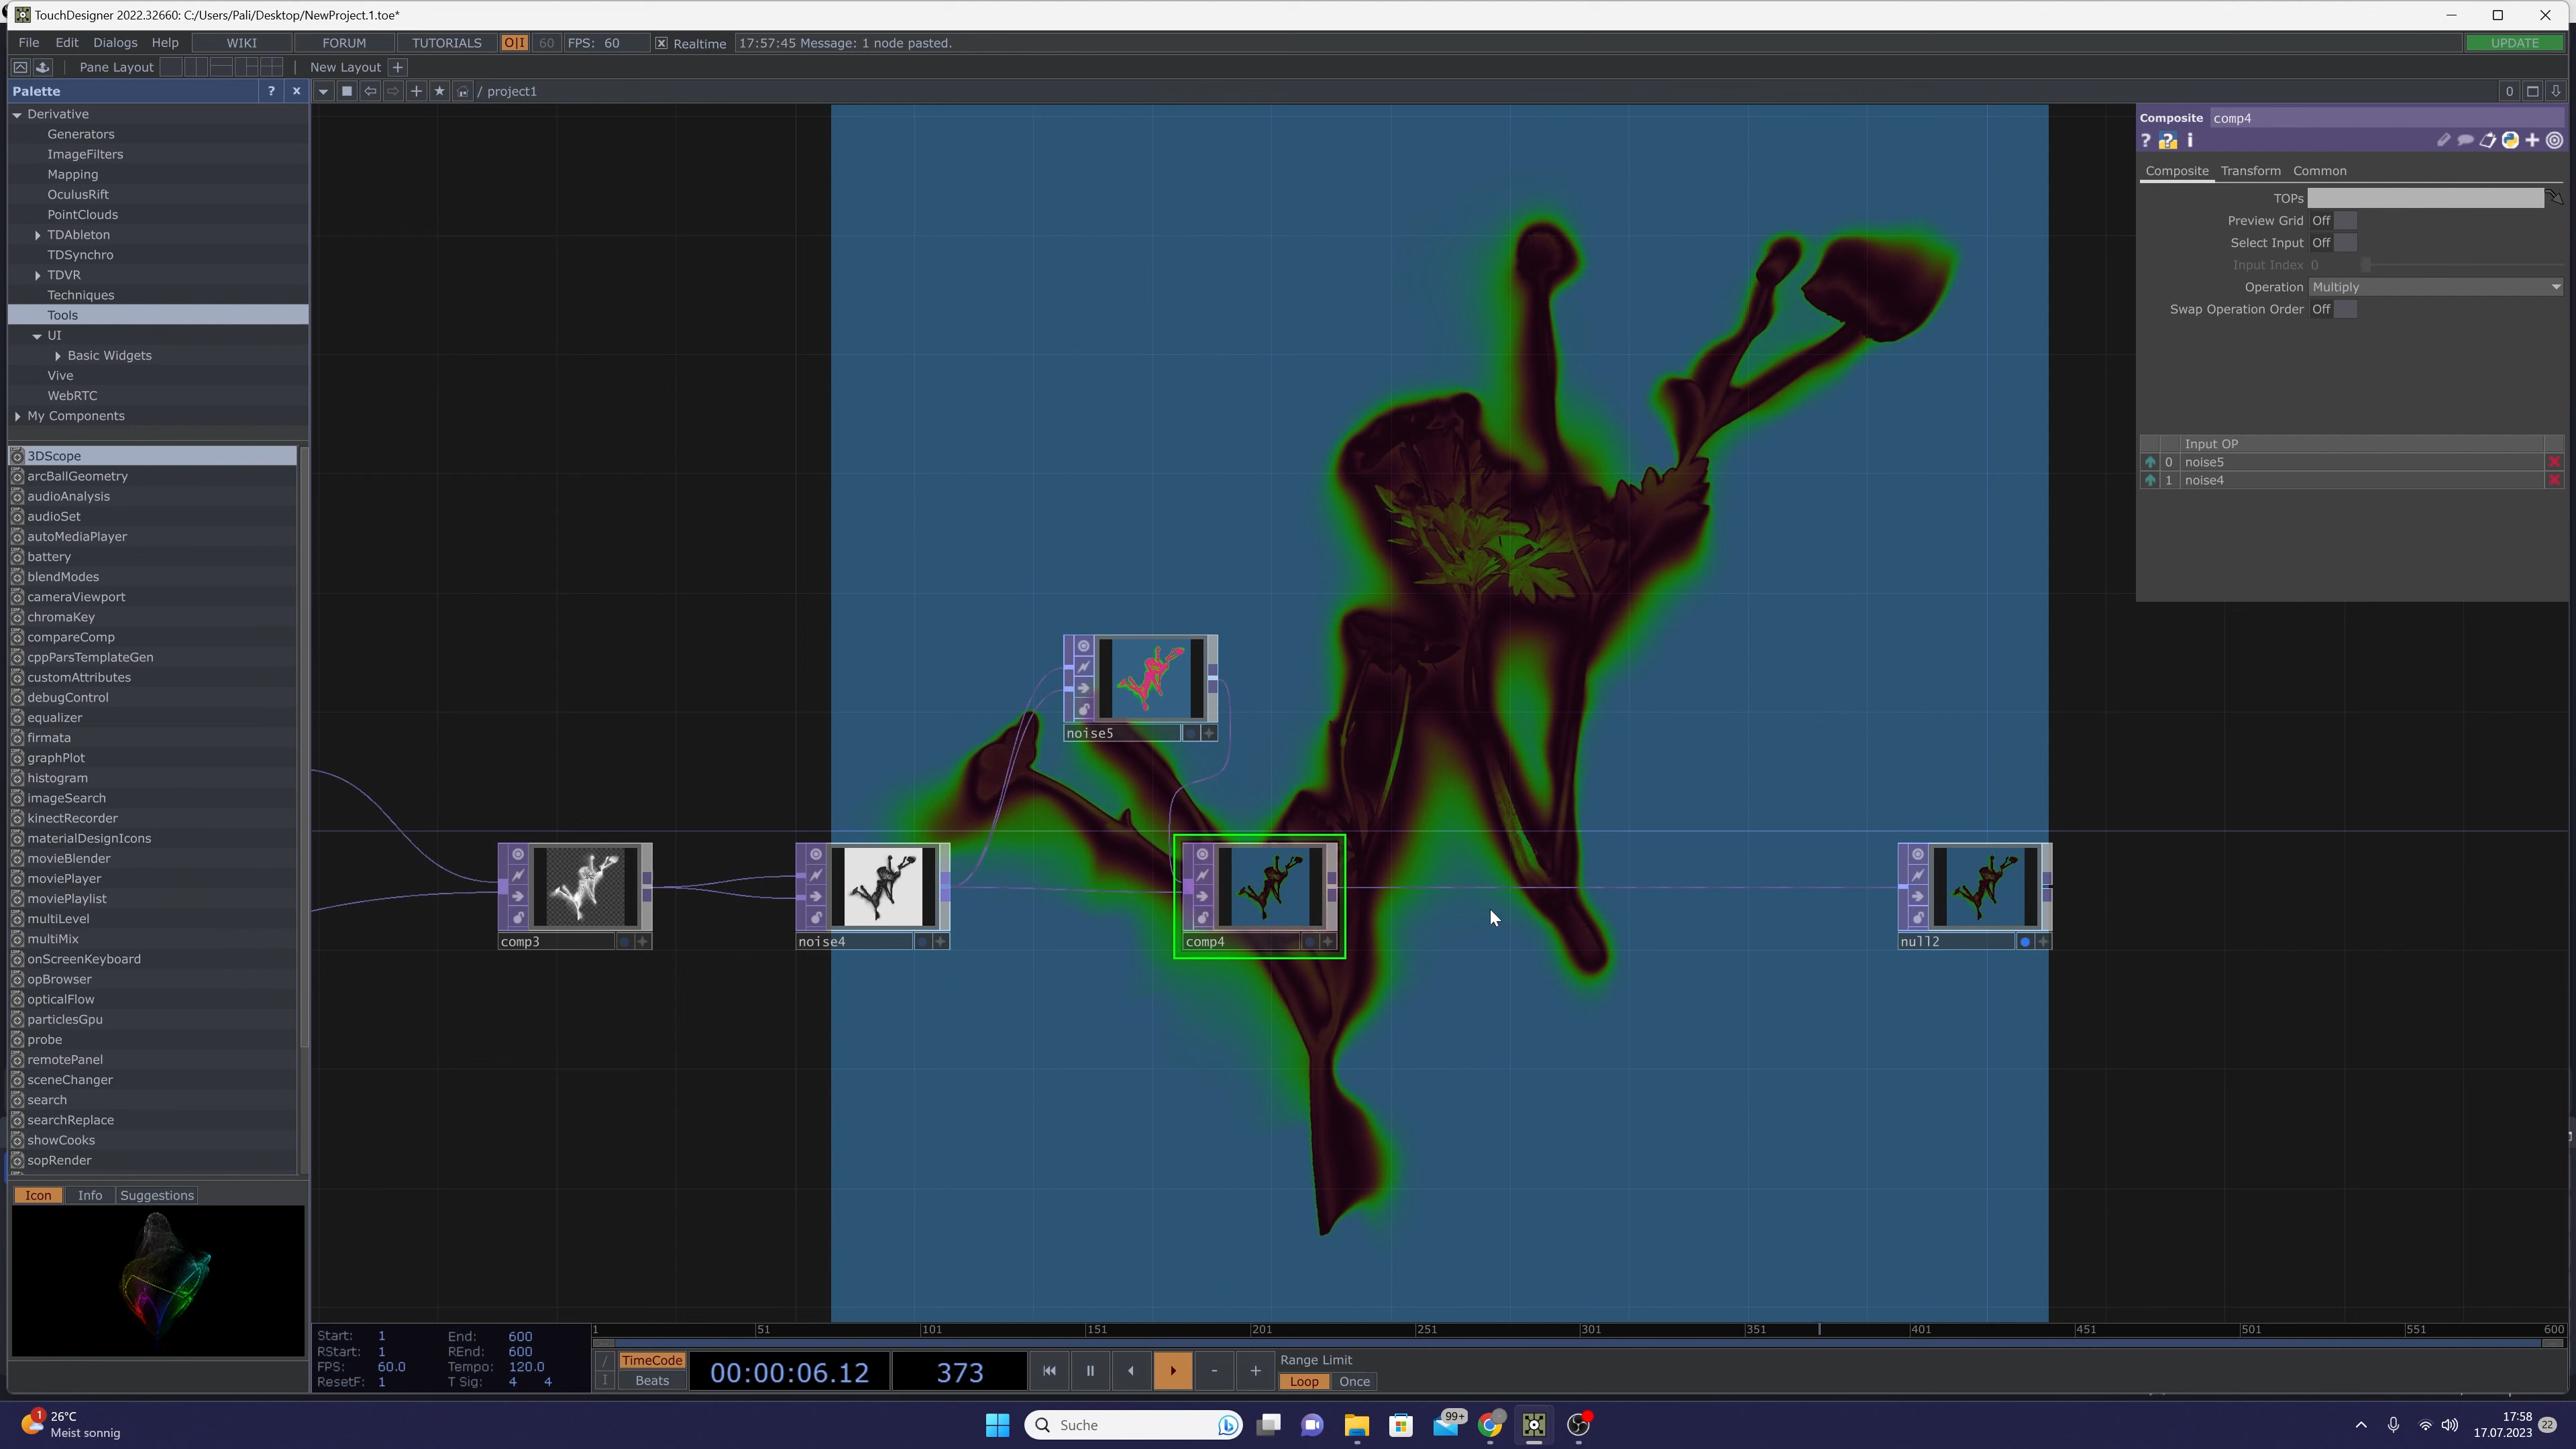 TouchDesigner 2022.32660: C:/Users/Pali/Desktop/NewProject.1.toe*
File Edit Dialogs Help WIKI FORUM TUTORIALS O|I 60 FPS: 60 Realtime 17:57:45 Message: 1 node pasted. UPDATE
Pane Layout New Layout +
Palette ? x / project1 0
Derivative
Generators
ImageFilters
Mapping
OculusRift
PointClouds
TDAbleton
TDSynchro
TDVR
Techniques
Tools
UI
Basic Widgets
Vive
WebRTC
My Components
3DScope
arcBallGeometry
audioAnalysis
audioSet
autoMediaPlayer
battery
blendModes
cameraViewport
chromaKey
compareComp
cppParsTemplateGen
customAttributes
debugControl
equalizer
firmata
graphPlot
histogram
imageSearch
kinectRecorder
materialDesignIcons
movieBlender
moviePlayer
moviePlaylist
multiLevel
multiMix
onScreenKeyboard
opBrowser
opticalFlow
particlesGpu
probe
remotePanel
sceneChanger
search
searchReplace
showCooks
sopRender
Icon Info Suggestions
noise5
comp3 noise4 comp4 null2
Composite comp4
? ? i
Composite Transform Common
TOPs
Preview Grid Off
Select Input Off
Input Index 0
Operation Multiply
Swap Operation Order Off
Input OP
0 noise5
1 noise4
1 51 101 151 201 251 301 351 401 451 501 551 600
Start: 1 End: 600
RStart: 1 REnd: 600
FPS: 60.0 Tempo: 120.0
ResetF: 1 T Sig: 4 4
/ TimeCode
I Beats
00:00:06.12 373 - +
Range Limit
Loop Once
1 26°C
Meist sonnig
Suche
99+
17:58
17.07.2023
22